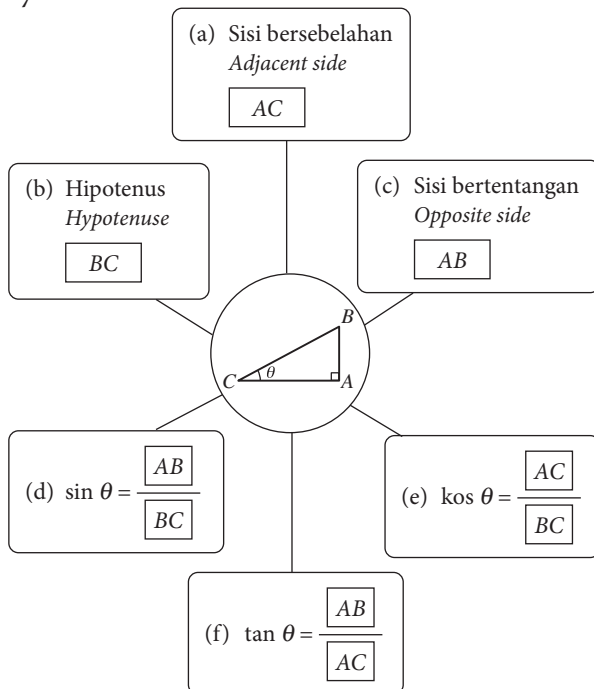 (a) Sisi bersebelahan
Adjacent side
AC
(b) Hipotenus
Hypotenuse
BC
(c) Sisi bertentangan
Opposite side
AB
B
C
θ
A
(d) sin θ = AB
BC
(e) kos θ = AC
BC
(f) tan θ = AB
AC